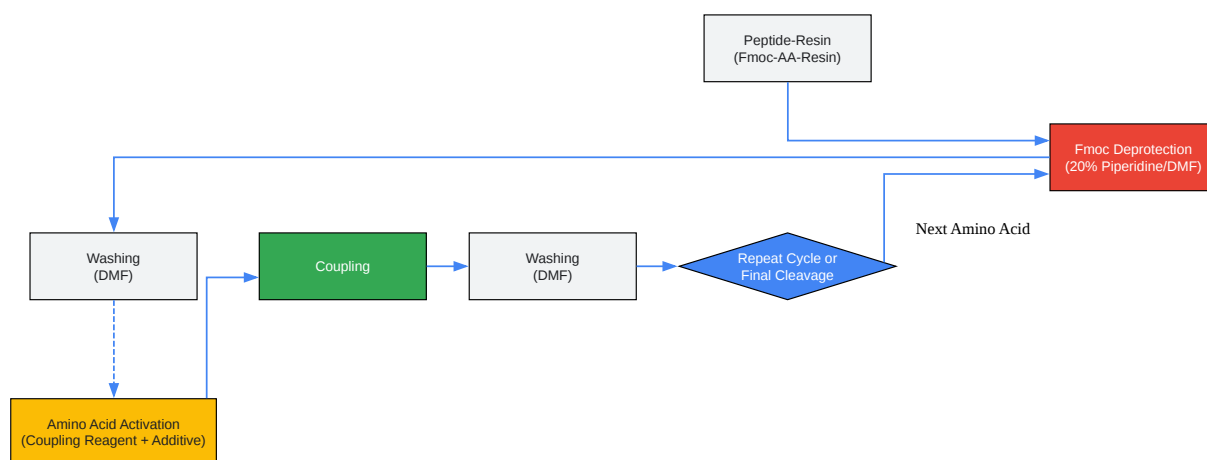 Peptide-Resin
(Fmoc-AA-Resin)
Fmoc Deprotection
(20% Piperidine/DMF)
Next Amino Acid
Washing
(DMF)
Coupling
Washing
(DMF)
Repeat Cycle or
Final Cleavage
Amino Acid Activation
(Coupling Reagent + Additive)